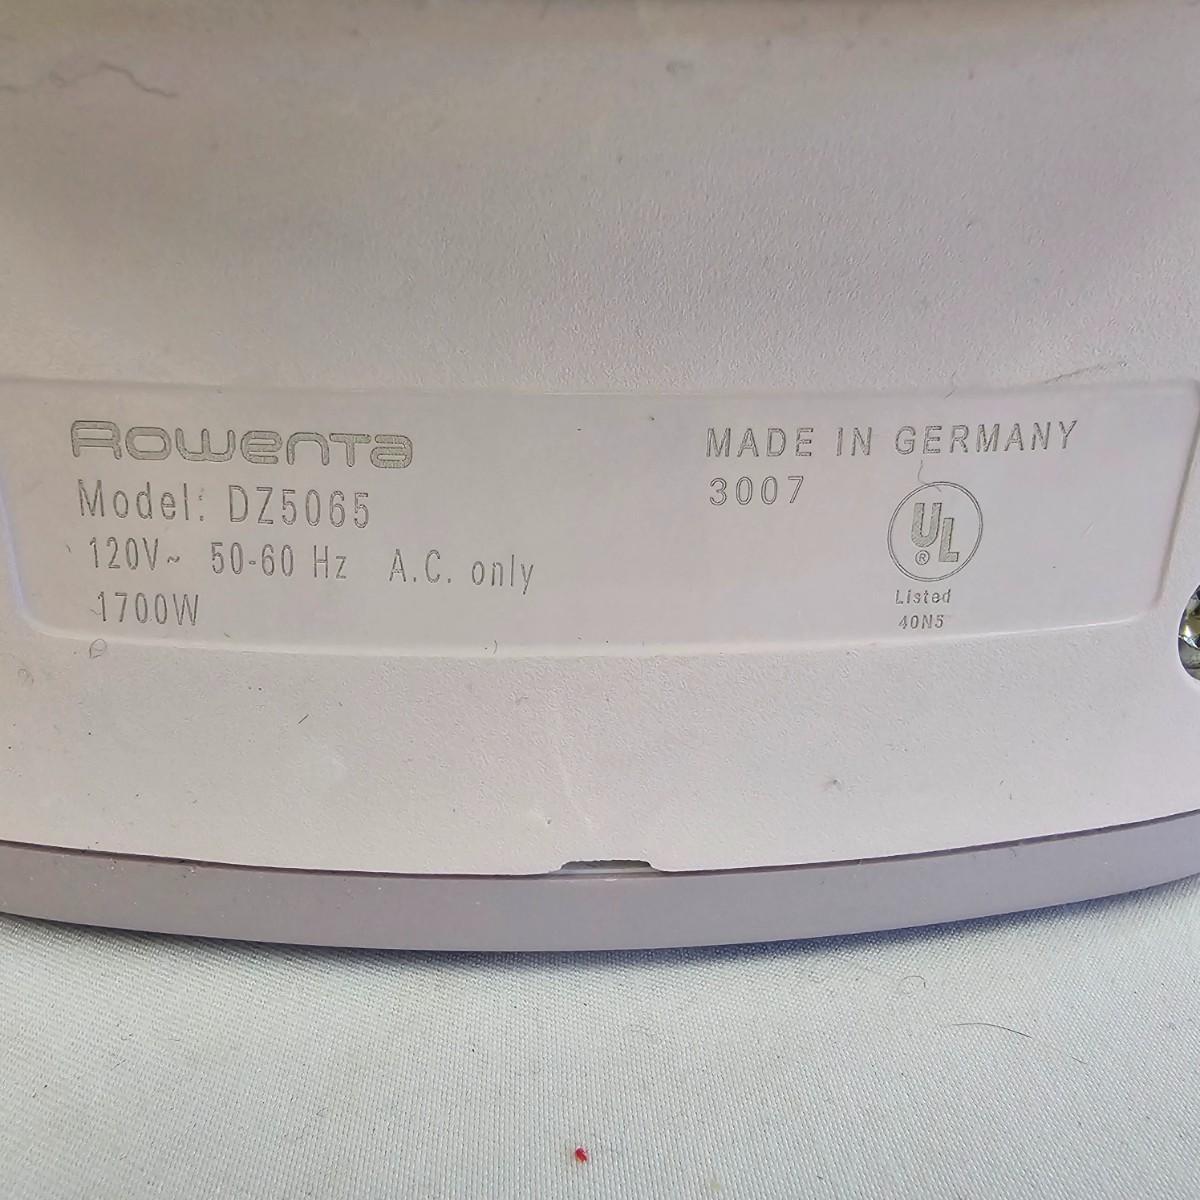 Rowenta
Model: DZ5065
120V~ 50-60 Hz A.C. only
1700W
MADE IN GERMANY
3007
UL
®
Listed
40N5